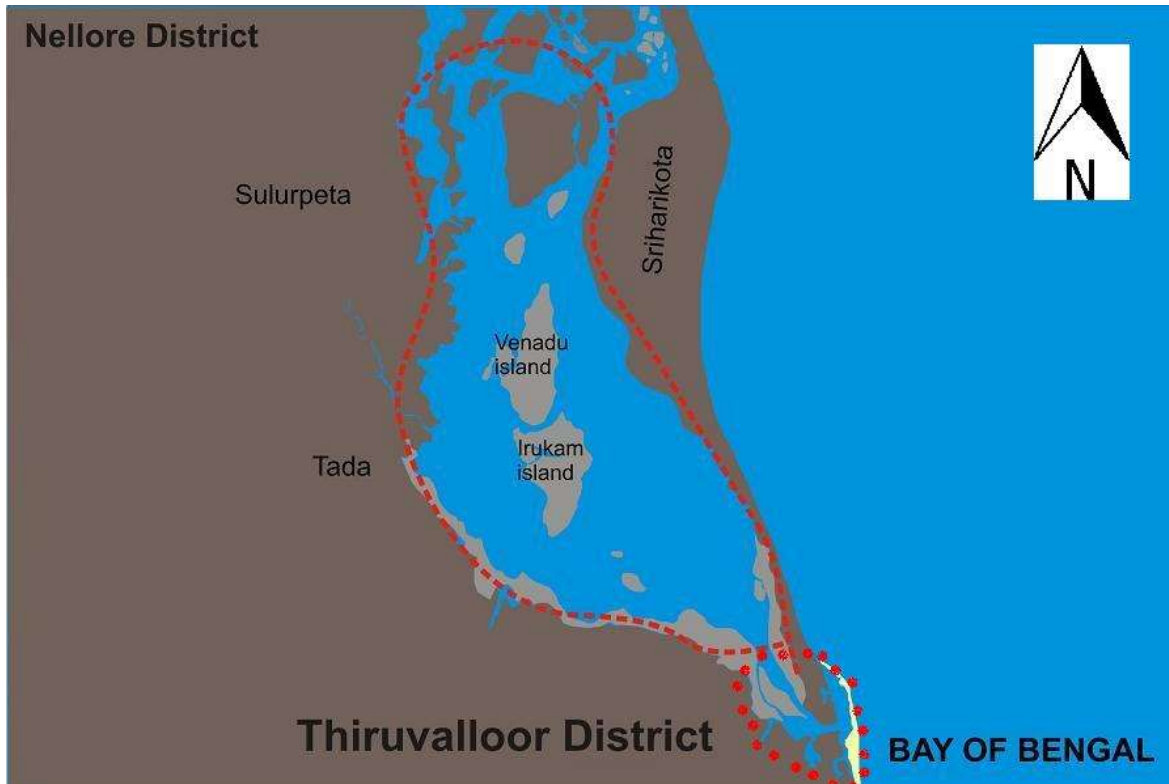 Nellore District
N
Sulurpeta
Sriharikota
Venadu
island
Tada
Irukam
island
Thiruvalloor District
BAY OF BENGAL